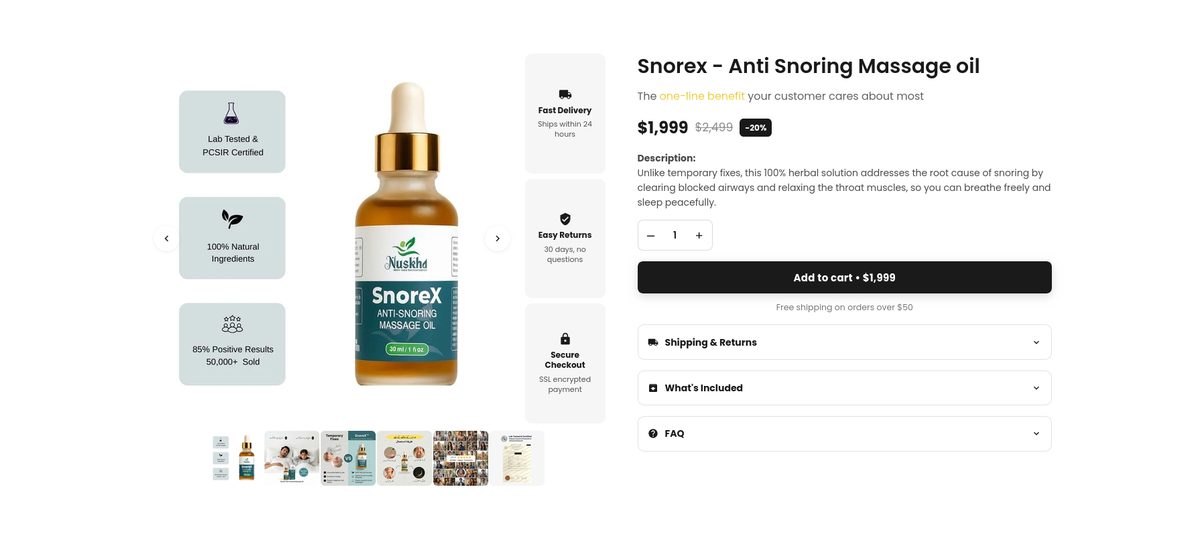 Lab Tested &
PCSIR Certified
100% Natural
Ingredients
85% Positive Results
50,000+ Sold
Nuskha
SnoreX
ANTI-SNORING
MASSAGE OIL
30 ml / 1 fl oz.
Fast Delivery
Ships within 24
hours
Easy Returns
30 days, no
questions
Secure
Checkout
SSL encrypted
payment
Snorex - Anti Snoring Massage oil
The one-line benefit your customer cares about most
$1,999 $2,499 -20%
Description:
Unlike temporary fixes, this 100% herbal solution addresses the root cause of snoring by
clearing blocked airways and relaxing the throat muscles, so you can breathe freely and
sleep peacefully.
— 1 +
Add to cart • $1,999
Free shipping on orders over $50
Shipping & Returns
What's Included
FAQ
Temporary
Fixes
VS